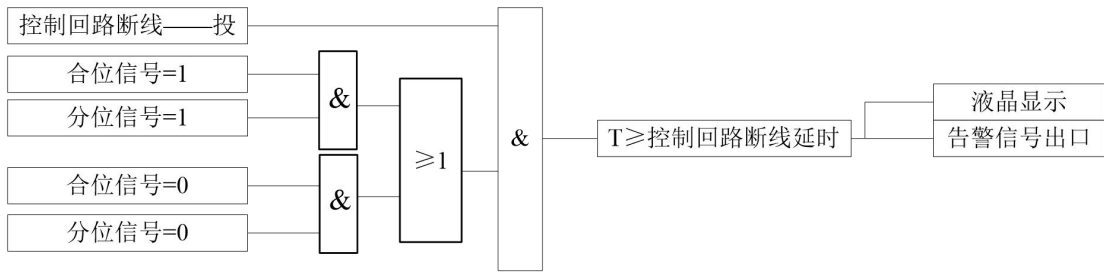 控制回路断线——投
合位信号=1
分位信号=1
&
合位信号=0
分位信号=0
&
≥1
&
T≥控制回路断线延时
液晶显示
告警信号出口